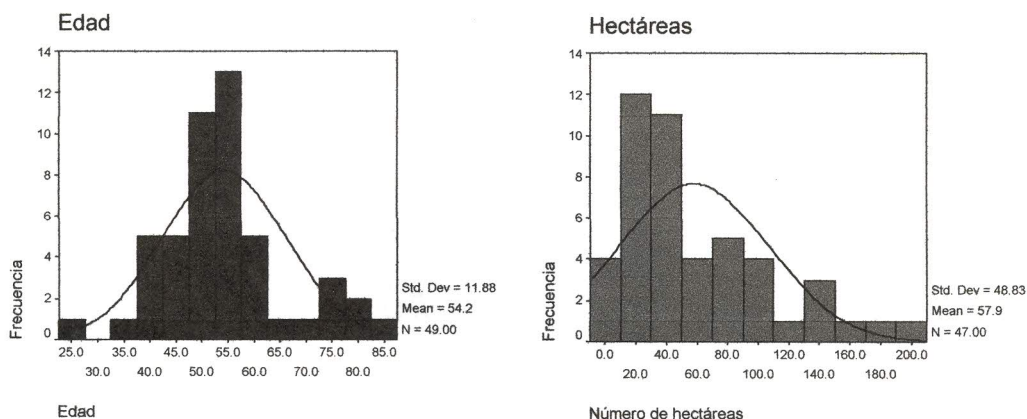 Edad
14
12
10
8
6
4
2
0
Frecuencia
Std. Dev = 11.88
Mean = 54.2
N = 49.00
25.0 35.0 45.0 55.0 65.0 75.0 85.0
30.0 40.0 50.0 60.0 70.0 80.0
Edad
Hectáreas
14
12
10
8
6
4
2
0
Frecuencia
Std. Dev = 48.83
Mean = 57.9
N = 47.00
0.0 40.0 80.0 120.0 160.0 200.0
20.0 60.0 100.0 140.0 180.0
Número de hectáreas